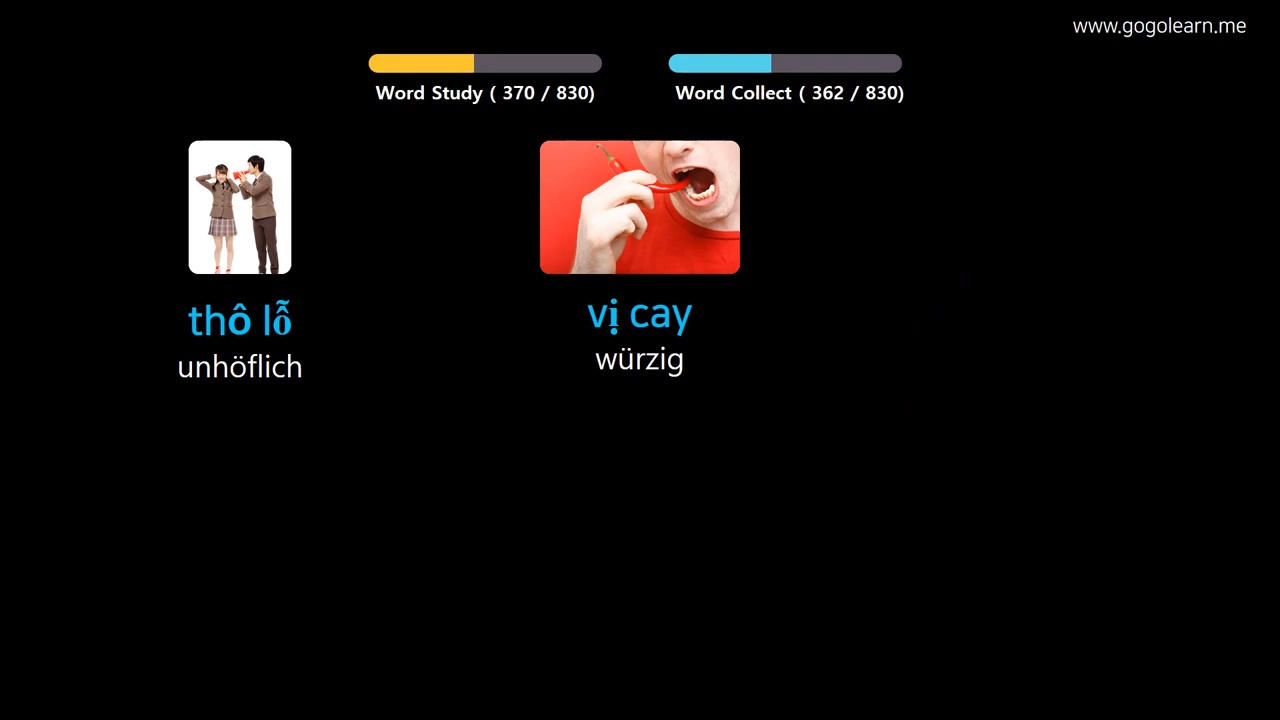 www.gogolearn.me
Word Study ( 370 / 830)
Word Collect ( 362 / 830)
thô lỗ
unhöflich
vị cay
würzig